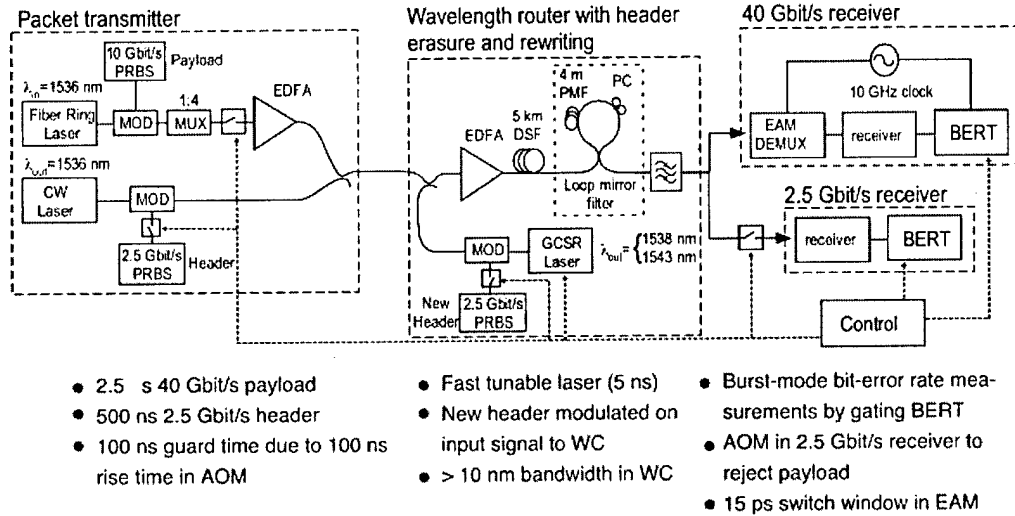 Packet transmitter
10 Gbit/s
PRBS
Payload
λin=1536 nm
Fiber Ring
Laser
MOD
1:4
MUX
EDFA
λout=1536 nm
CW
Laser
MOD
2.5 Gbit/s
PRBS
Header
Wavelength router with header
erasure and rewriting
EDFA
5 km
DSF
4 m
PMF
PC
Loop mirror
filter
MOD
GCSR
Laser
λout=
1538 nm
1543 nm
New
Header
2.5 Gbit/s
PRBS
40 Gbit/s receiver
10 GHz clock
EAM
DEMUX
receiver
BERT
2.5 Gbit/s receiver
receiver
BERT
Control
● 2.5 s 40 Gbit/s payload
● 500 ns 2.5 Gbit/s header
● 100 ns guard time due to 100 ns
rise time in AOM
● Fast tunable laser (5 ns)
● New header modulated on
input signal to WC
● > 10 nm bandwidth in WC
● Burst-mode bit-error rate mea-
surements by gating BERT
● AOM in 2.5 Gbit/s receiver to
reject payload
● 15 ps switch window in EAM